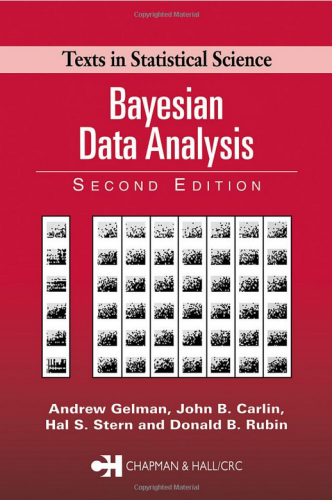 Texts in Statistical Science
Bayesian
Data Analysis
SECOND EDITION
Andrew Gelman, John B. Carlin,
Hal S. Stern and Donald B. Rubin
CHAPMAN & HALL/CRC